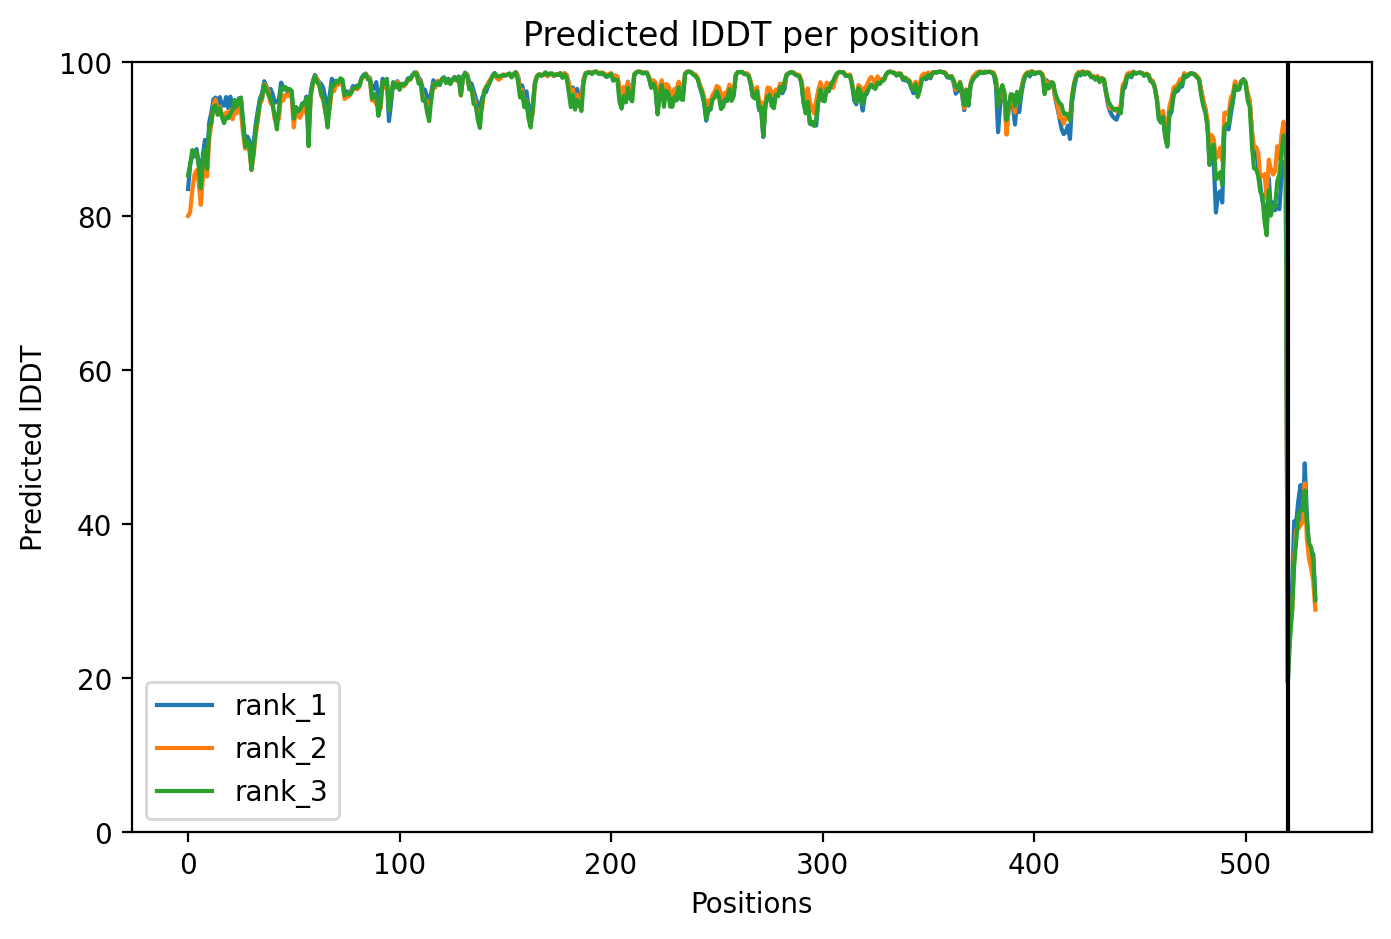 Predicted lDDT per position
100
80
60
40
20
0
Predicted lDDT
rank_1
rank_2
rank_3
0 100 200 300 400 500
Positions